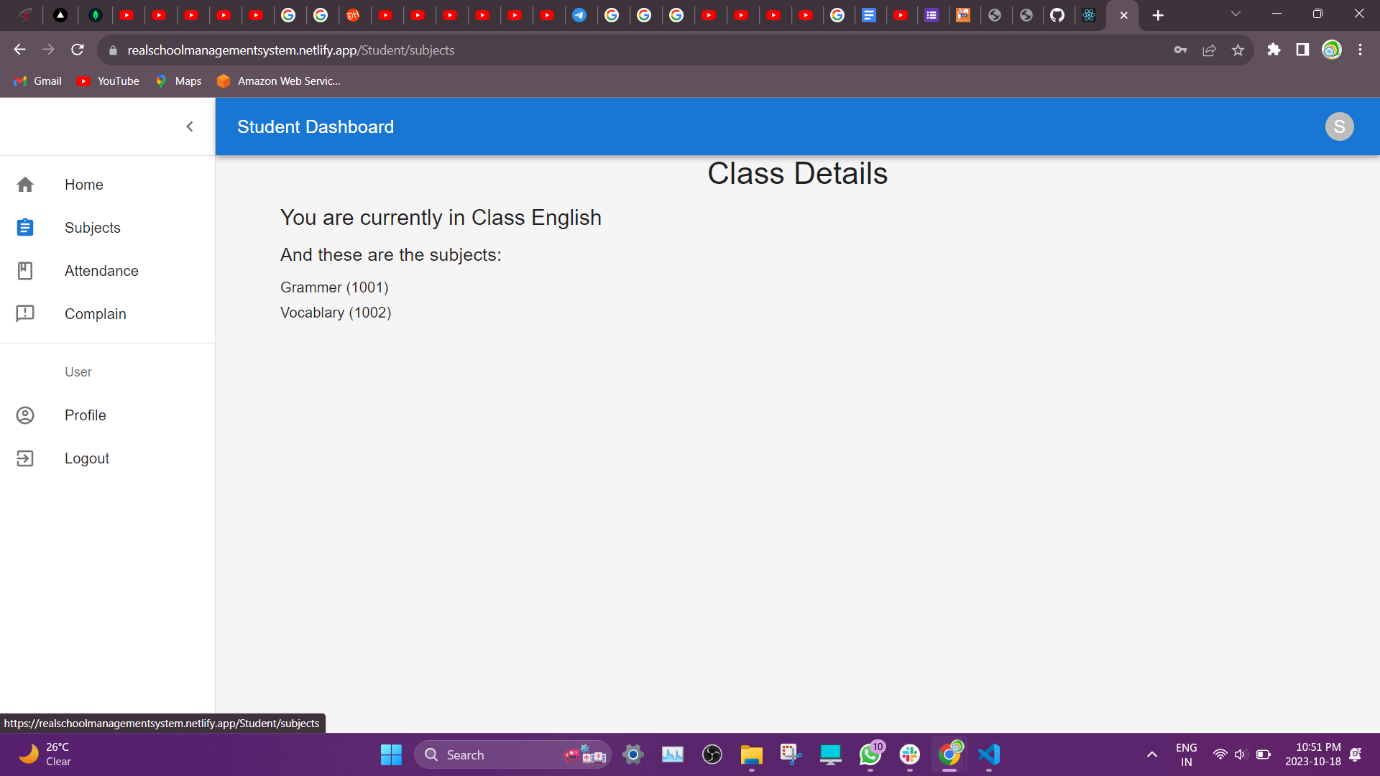 realschoolmanagementsystem.netlify.app/Student/subjects
Gmail YouTube Maps Amazon Web Servic...
Student Dashboard S
Class Details
Home
Subjects
Attendance
Complain
User
Profile
Logout
You are currently in Class English
And these are the subjects:
Grammer (1001)
Vocablary (1002)
https://realschoolmanagementsystem.netlify.app/Student/subjects
26°C
Clear
Search
10
ENG
IN
10:51 PM
2023-10-18